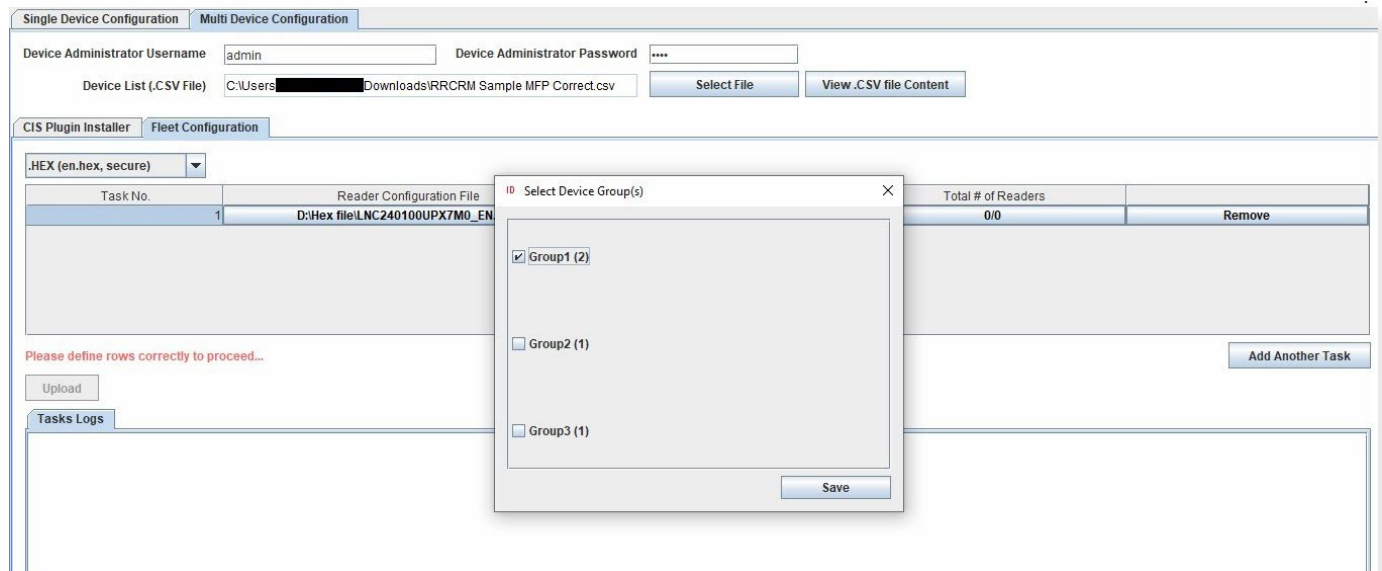 Single Device Configuration Multi Device Configuration
Device Administrator Username admin Device Administrator Password ••••
Device List (.CSV File) C:\Users Downloads\RRCRM Sample MFP Correct.csv Select File View .CSV file Content
CIS Plugin Installer Fleet Configuration
.HEX (en.hex, secure)
ID Select Device Group(s)
Task No. Reader Configuration File Total # of Readers
1 D:\Hex file\LNC240100UPX7M0_EN. 0/0 Remove
Group1 (2)
Group2 (1)
Please define rows correctly to proceed... Add Another Task
Upload
Tasks Logs
Group3 (1)
Save